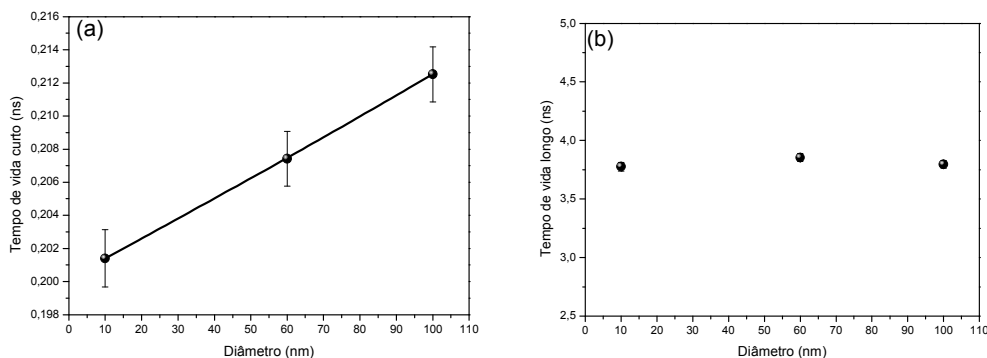 (a)
Tempo de vida curto (ns)
0,216
0,214
0,212
0,210
0,208
0,206
0,204
0,202
0,200
0,198
0 10 20 30 40 50 60 70 80 90 100 110
Diâmetro (nm)
(b)
Tempo de vida longo (ns)
5,0
4,5
4,0
3,5
3,0
2,5
0 10 20 30 40 50 60 70 80 90 100 110
Diâmetro (nm)